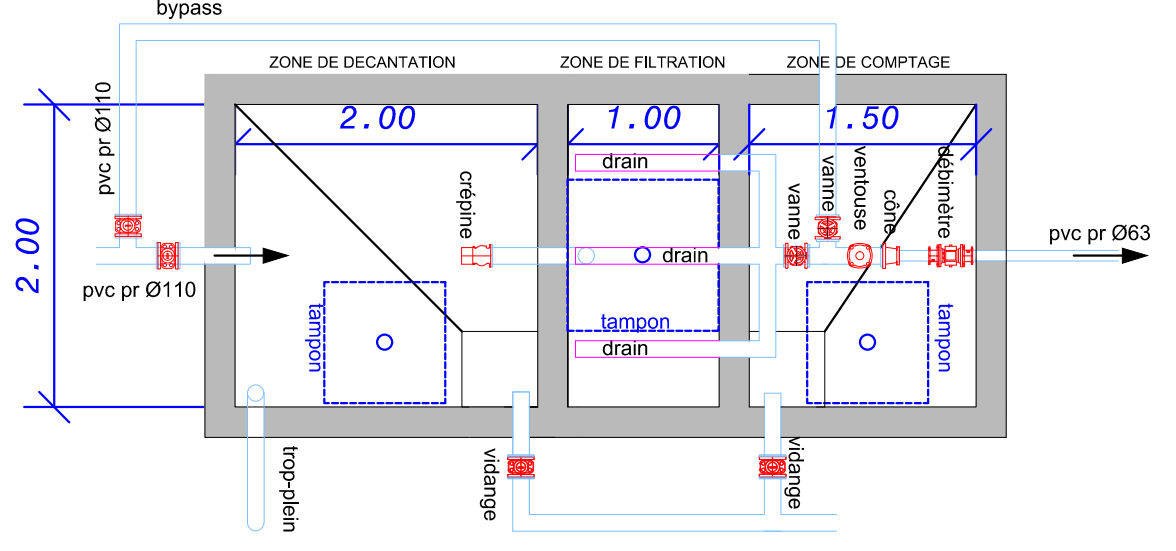 bypass
ZONE DE DECANTATION
ZONE DE FILTRATION
ZONE DE COMPTAGE
pvc pr Ø110
2.00
1.00
1.50
drain
crépine
vanne
vanne
ventouse
cône
débimètre
2.00
pvc pr Ø110
drain
pvc pr Ø63
tampon
tampon
drain
tampon
trop-plein
vidange
vidange